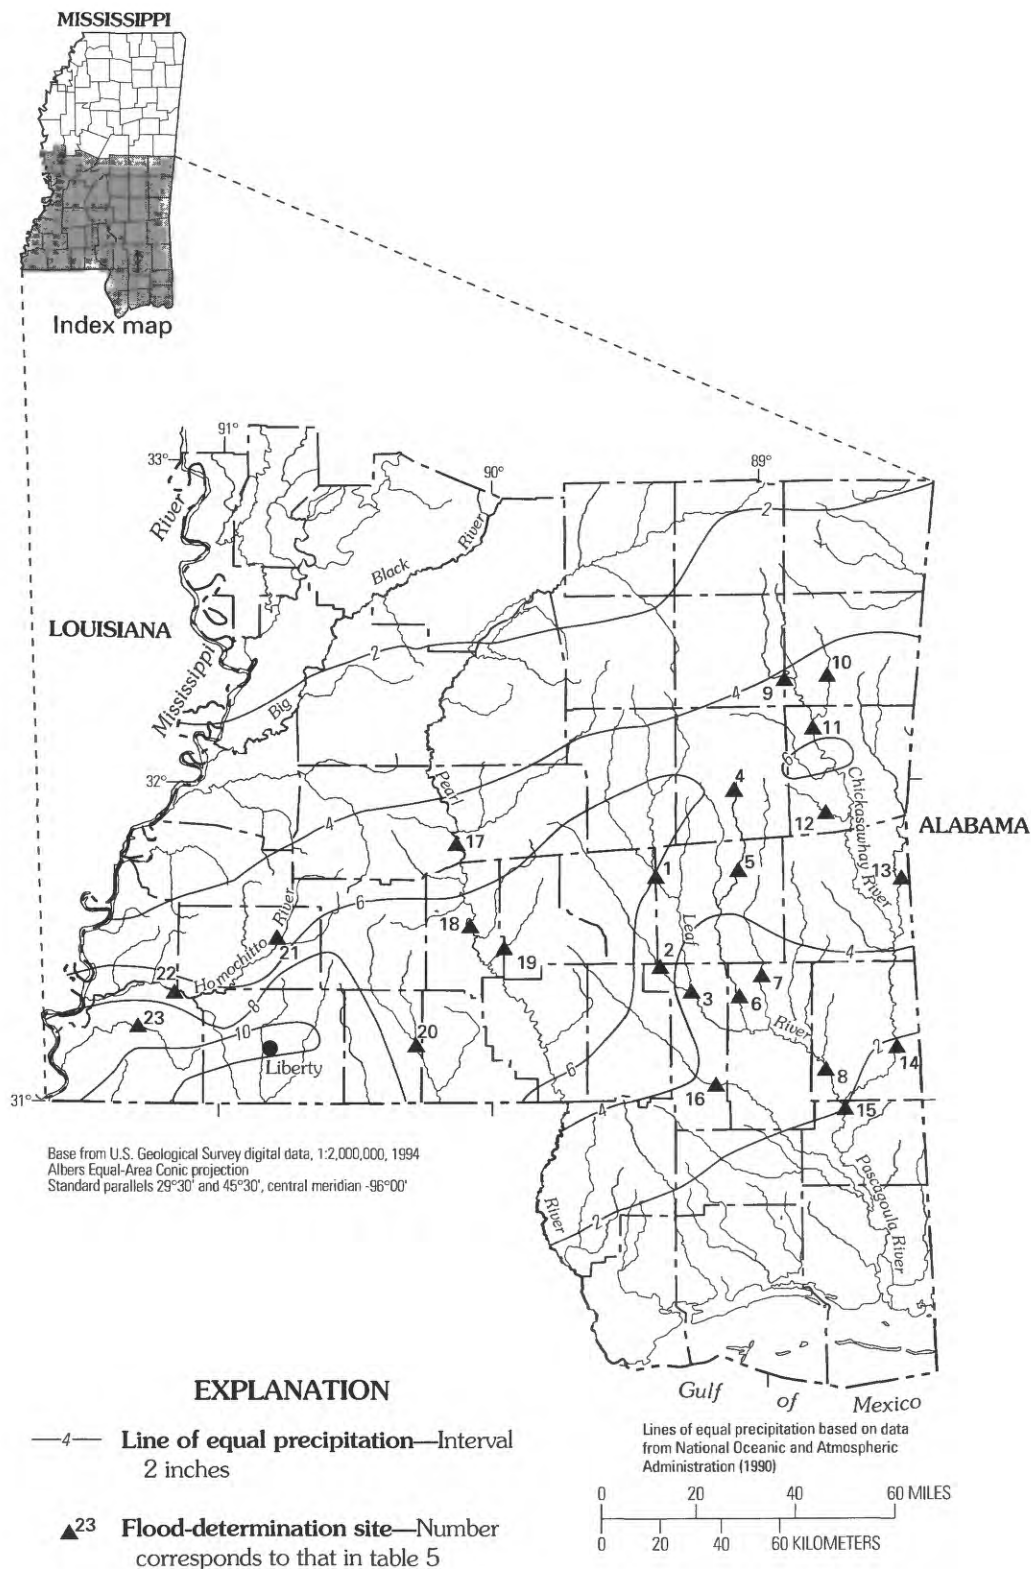 MISSISSIPPI
Index map
91°
33°
90°
89°
River
River
Black
2
LOUISIANA
Mississippi
2
Big
4
9
10
11
6
32°
Pearl
4
Chickasawhay River
4
12
ALABAMA
17
1
5
13
6
River
18
Leaf
21
19
2
4
22
Homochitto
3
6
7
8
23
10
20
River
2
14
Liberty
6
8
31°
4
16
15
Base from U.S. Geological Survey digital data, 1:2,000,000, 1994
Albers Equal-Area Conic projection
Standard parallels 29°30' and 45°30', central meridian -96°00'
River
2
Pascagoula River
Gulf of Mexico
EXPLANATION
4 Line of equal precipitation—Interval
2 inches
23 Flood-determination site—Number
corresponds to that in table 5
Lines of equal precipitation based on data
from National Oceanic and Atmospheric
Administration (1990)
0 20 40 60 MILES
0 20 40 60 KILOMETERS